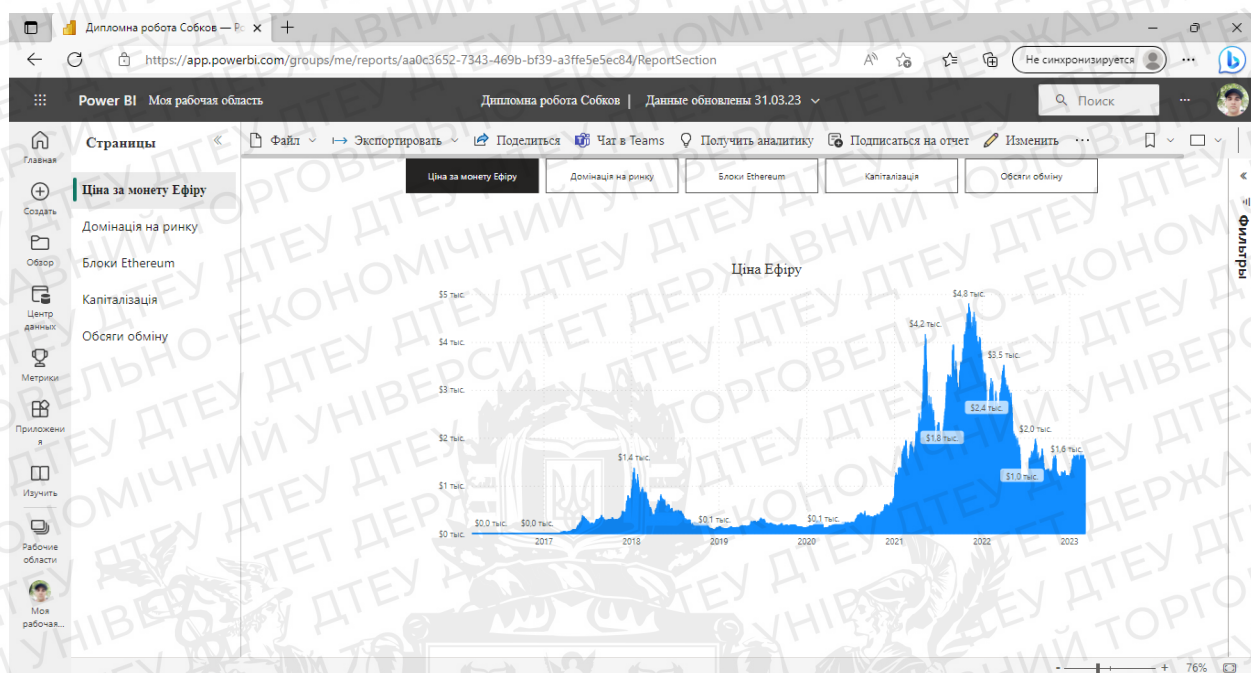 Дипломна робота Собков — Po
https://app.powerbi.com/groups/me/reports/aa0c3652-7343-469b-bf39-a3ffe5e5ec84/ReportSection
Не синхронизируется
Power BI Моя рабочая область
Дипломна робота Собков | Данные обновлены 31.03.23
Поиск
Главная
Создать
Обзор
Центр
данных
Метрики
Приложени
я
Изучить
Рабочие
области
Моя
рабочая...
Страницы
Ціна за монету Ефіру
Домінація на ринку
Блоки Ethereum
Капіталізація
Обсяги обміну
Файл
Экспортировать
Поделиться
Чат в Teams
Получить аналитику
Подписаться на отчет
Изменить
Ціна за монету Ефіру
Домінація на ринку
Блоки Ethereum
Капіталізація
Обсяги обміну
Фильтры
Ціна Ефіру
$5 тыс.
$4 тыс.
$3 тыс.
$2 тыс.
$1 тыс.
$0 тыс.
$0.0 тыс.
$0.0 тыс.
$1.4 тыс.
$0.1 тыс.
$0.1 тыс.
$4.2 тыс.
$1.8 тыс.
$4.8 тыс.
$2.4 тыс.
$3.5 тыс.
$1.0 тыс.
$2.0 тыс.
$1.6 тыс.
2017
2018
2019
2020
2021
2022
2023
76%